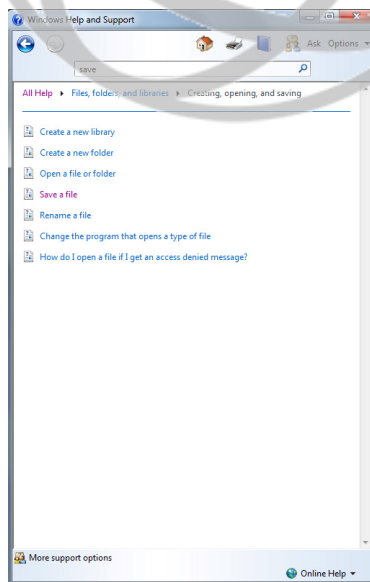 Windows Help and Support
Ask Options
save
All Help Files, folders, and libraries Creating, opening, and saving
Create a new library
Create a new folder
Open a file or folder
Save a file
Rename a file
Change the program that opens a type of file
How do I open a file if I get an access denied message?
More support options
Online Help